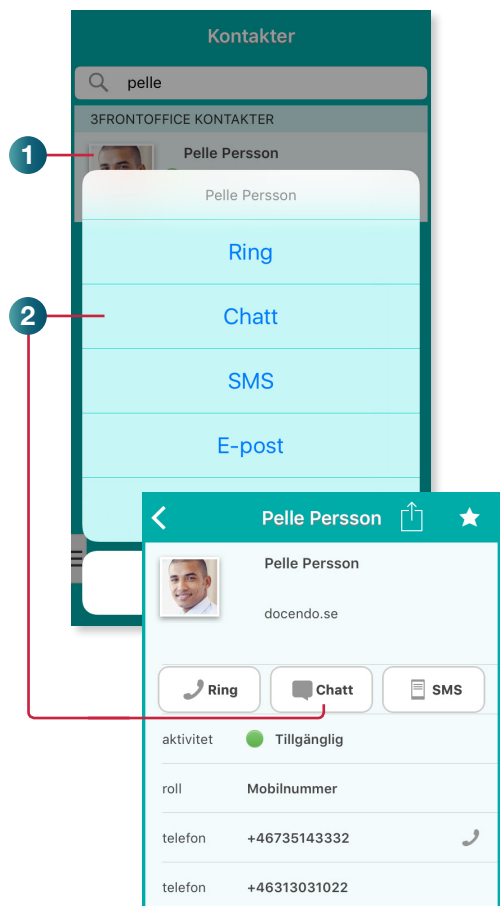 Kontakter
pelle
3FRONTOFFICE KONTAKTER
1
Pelle Persson
Pelle Persson
Ring
2
Chatt
SMS
E-post
Pelle Persson
Pelle Persson
docendo.se
Ring Chatt SMS
aktivitet Tillgänglig
roll Mobilnummer
telefon +46735143332
telefon +46313031022